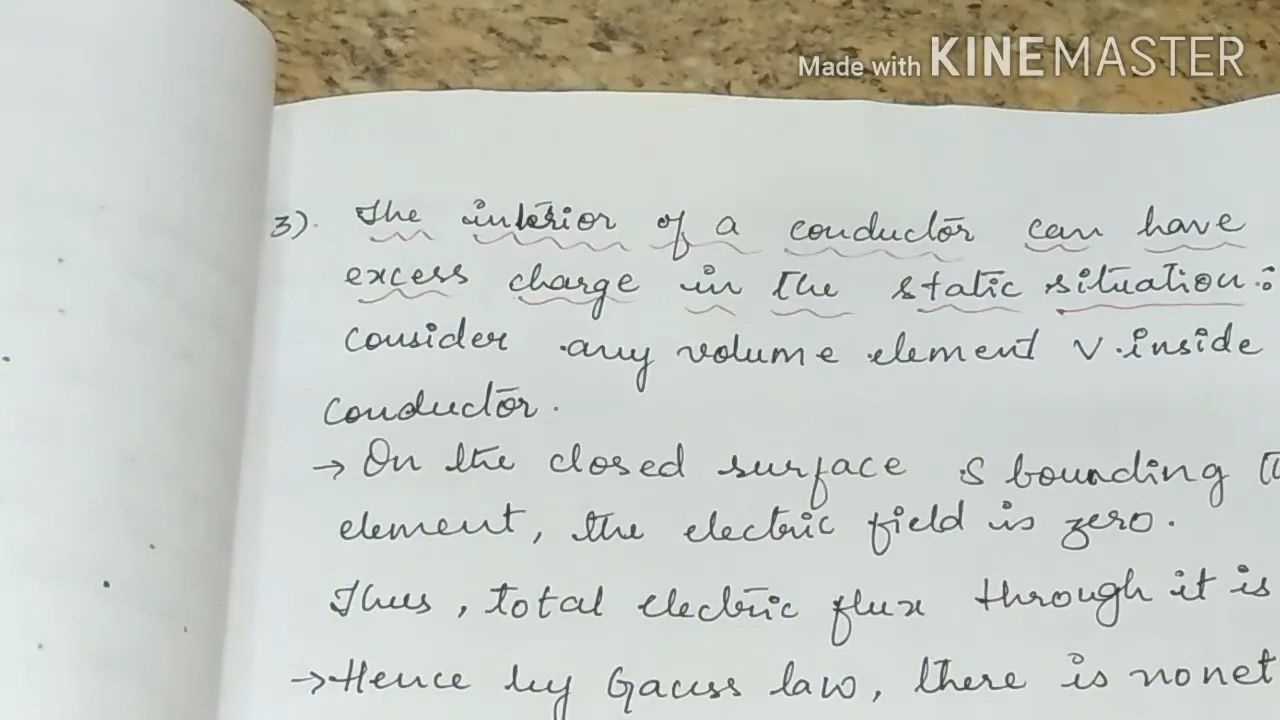 Made with KINEMASTER
3). The interior of a conductor can have
excess charge in the static situation:
consider any volume element V inside
conductor.
→ On the closed surface S bounding
element, the electric field is zero.
Thus, total electric flux through it is
→ Hence by Gauss law, there is no net